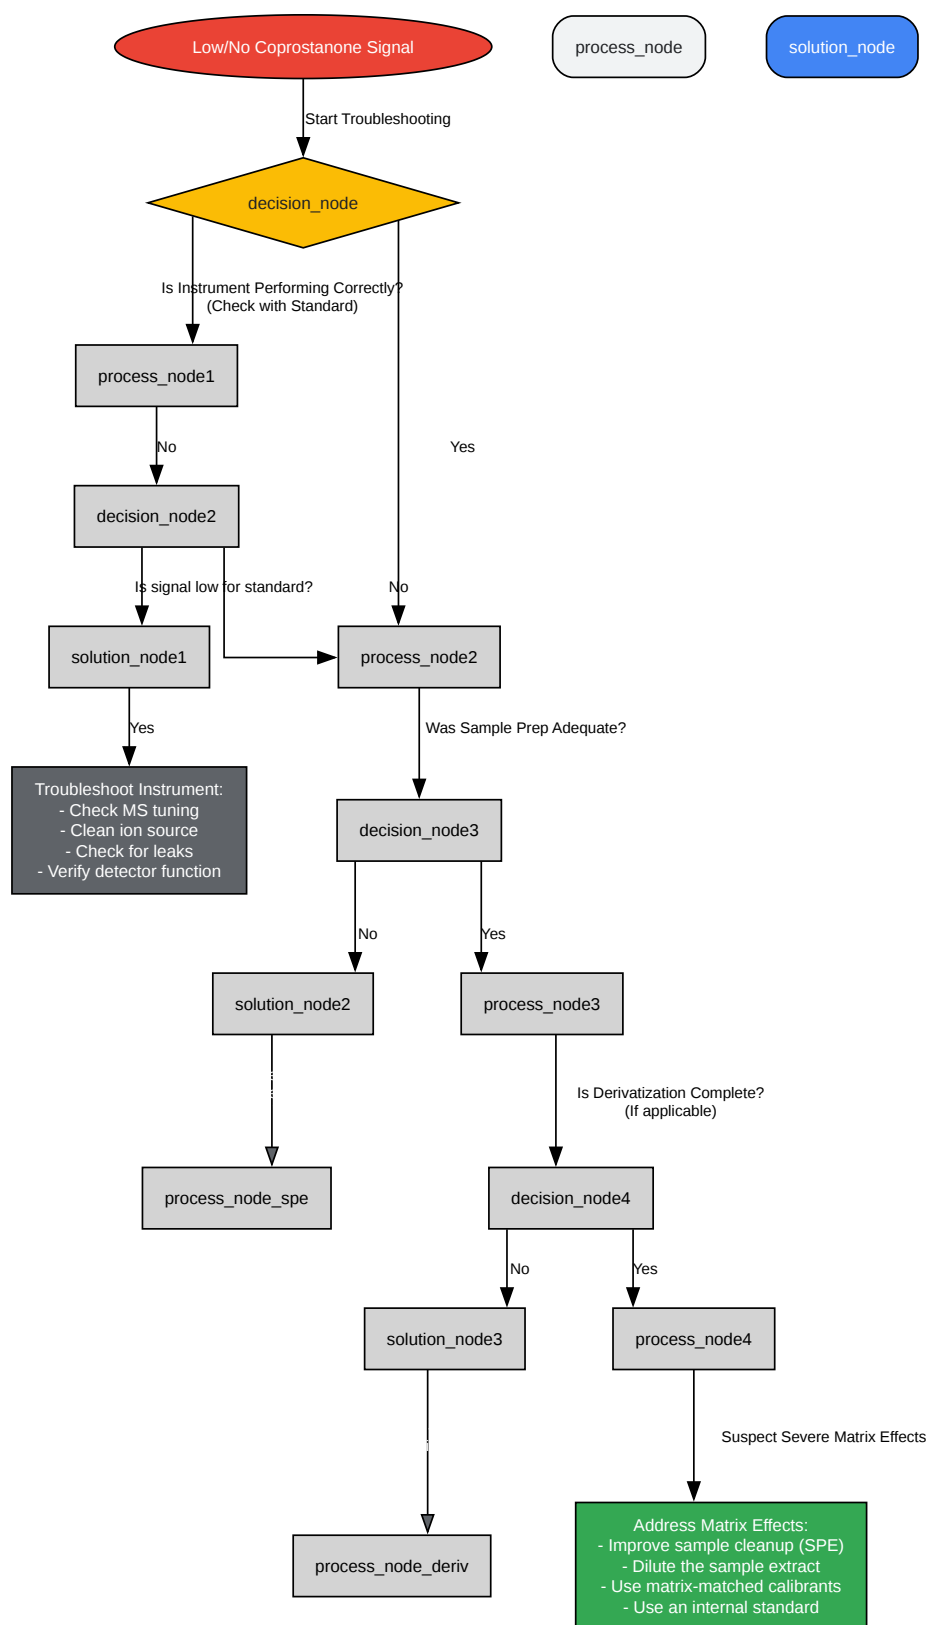 Low/No Coprostanone Signal
process_node
solution_node
Start Troubleshooting
decision_node
Is Instrument Performing Correctly?
(Check with Standard)
process_node1
No
Yes
decision_node2
Is signal low for standard?
No
solution_node1
process_node2
Yes
Was Sample Prep Adequate?
Troubleshoot Instrument:
- Check MS tuning
- Clean ion source
- Check for leaks
- Verify detector function
decision_node3
No
Yes
solution_node2
process_node3
Is Derivatization Complete?
(If applicable)
process_node_spe
decision_node4
No
Yes
solution_node3
process_node4
Suspect Severe Matrix Effects
Address Matrix Effects:
- Improve sample cleanup (SPE)
- Dilute the sample extract
- Use matrix-matched calibrants
- Use an internal standard
process_node_deriv